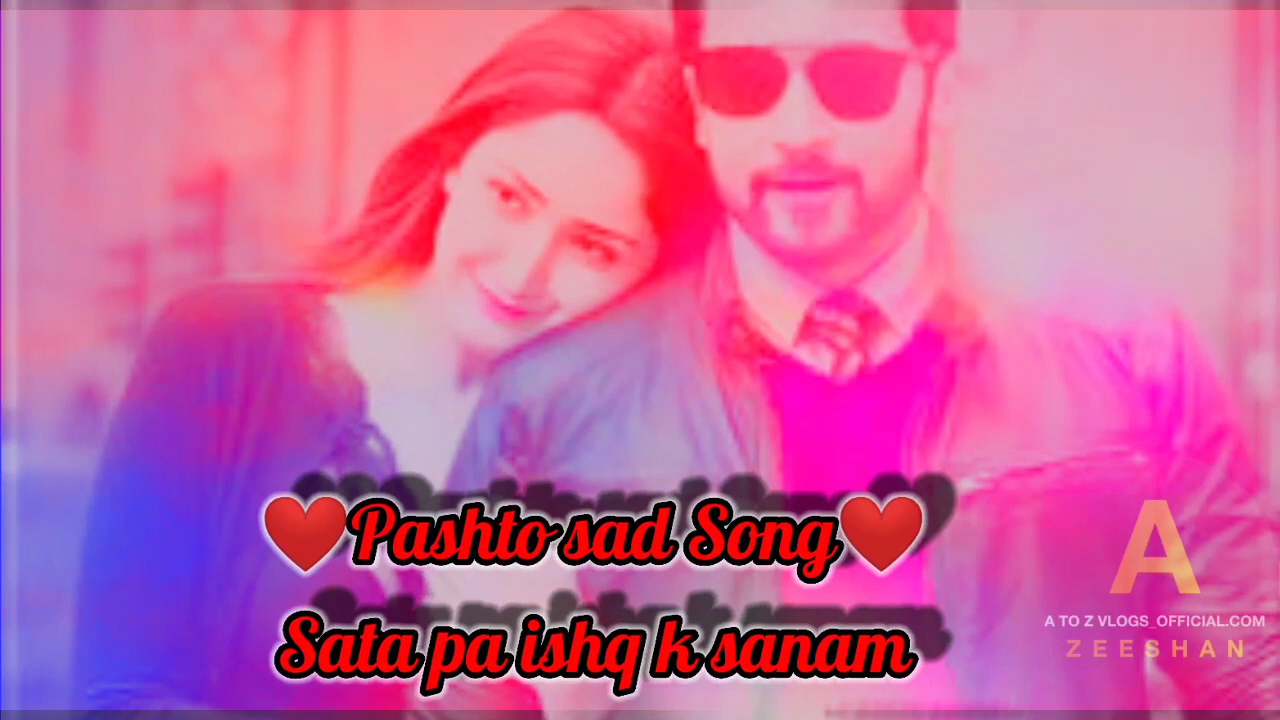 ❤️Pashto sad Song❤️
Sata pa ishq k sanam
A
A TO Z VLOGS_OFFICIAL.COM
ZEESHAN